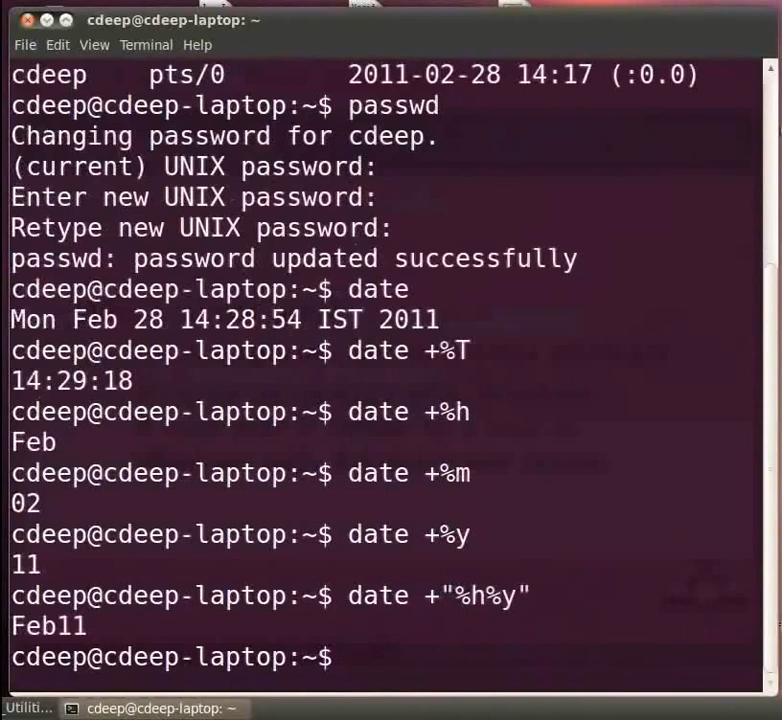 cdeep@cdeep-laptop: ~
File Edit View Terminal Help
cdeep    pts/0        2011-02-28 14:17 (:0.0)
cdeep@cdeep-laptop:~$ passwd
Changing password for cdeep.
(current) UNIX password:
Enter new UNIX password:
Retype new UNIX password:
passwd: password updated successfully
cdeep@cdeep-laptop:~$ date
Mon Feb 28 14:28:54 IST 2011
cdeep@cdeep-laptop:~$ date +%T
14:29:18
cdeep@cdeep-laptop:~$ date +%h
Feb
cdeep@cdeep-laptop:~$ date +%m
02
cdeep@cdeep-laptop:~$ date +%y
11
cdeep@cdeep-laptop:~$ date +"%h%y"
Feb11
cdeep@cdeep-laptop:~$
Utiliti... cdeep@cdeep-laptop: ~